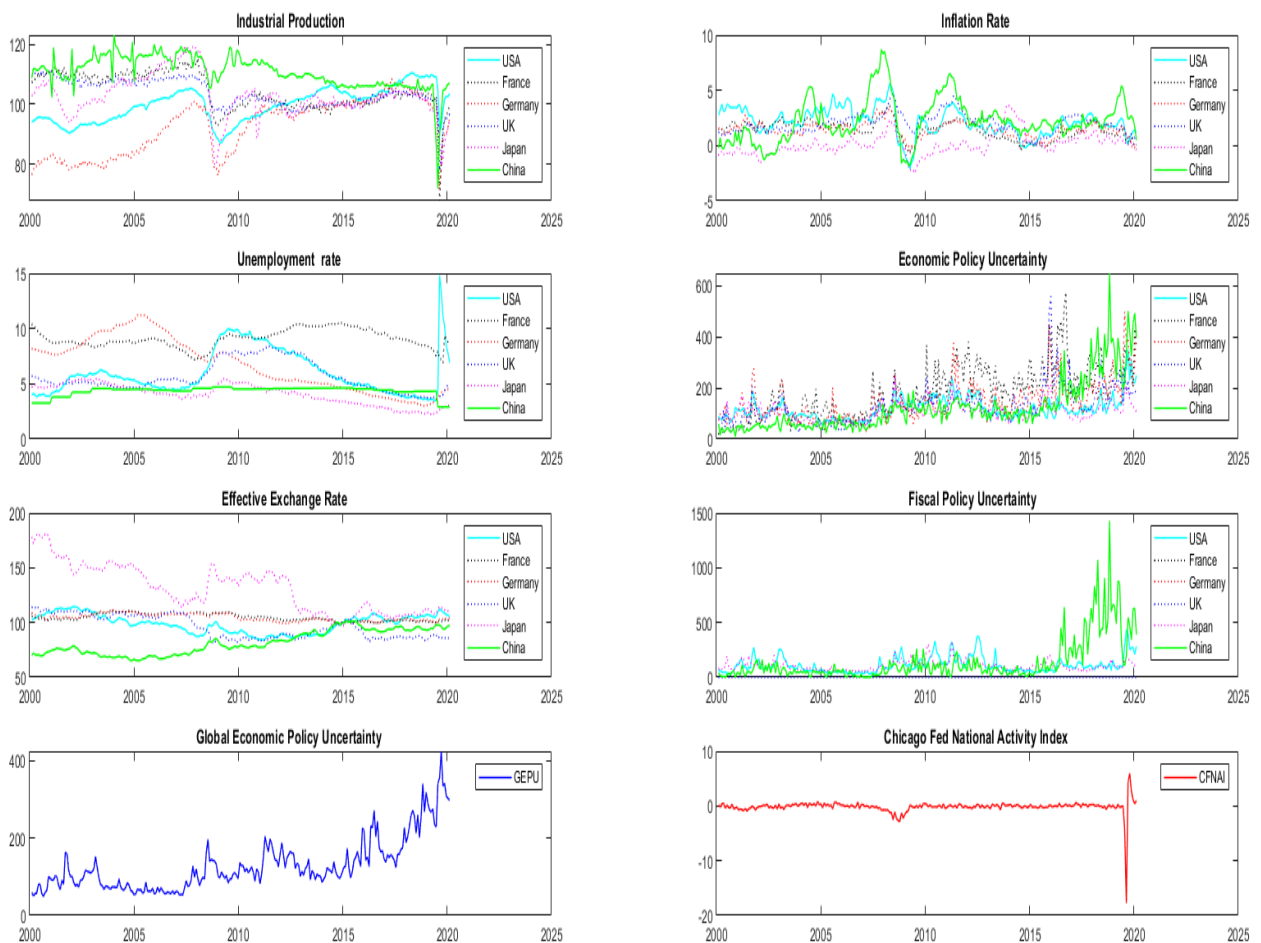 Industrial Production
120
100
80
2000 2005 2010 2015 2020 2025
USA
France
Germany
UK
Japan
China
Inflation Rate
10
5
0
-5
2000 2005 2010 2015 2020 2025
USA
France
Germany
UK
Japan
China
Unemployment rate
15
10
5
0
2000 2005 2010 2015 2020 2025
USA
France
Germany
UK
Japan
China
Economic Policy Uncertainty
600
400
200
0
2000 2005 2010 2015 2020 2025
USA
France
Germany
UK
Japan
China
Effective Exchange Rate
200
150
100
50
2000 2005 2010 2015 2020 2025
USA
France
Germany
UK
Japan
China
Fiscal Policy Uncertainty
1500
1000
500
0
2000 2005 2010 2015 2020 2025
USA
France
Germany
UK
Japan
China
Global Economic Policy Uncertainty
400
200
0
2000 2005 2010 2015 2020 2025
GEPU
Chicago Fed National Activity Index
10
0
-10
-20
2000 2005 2010 2015 2020 2025
CFNAI